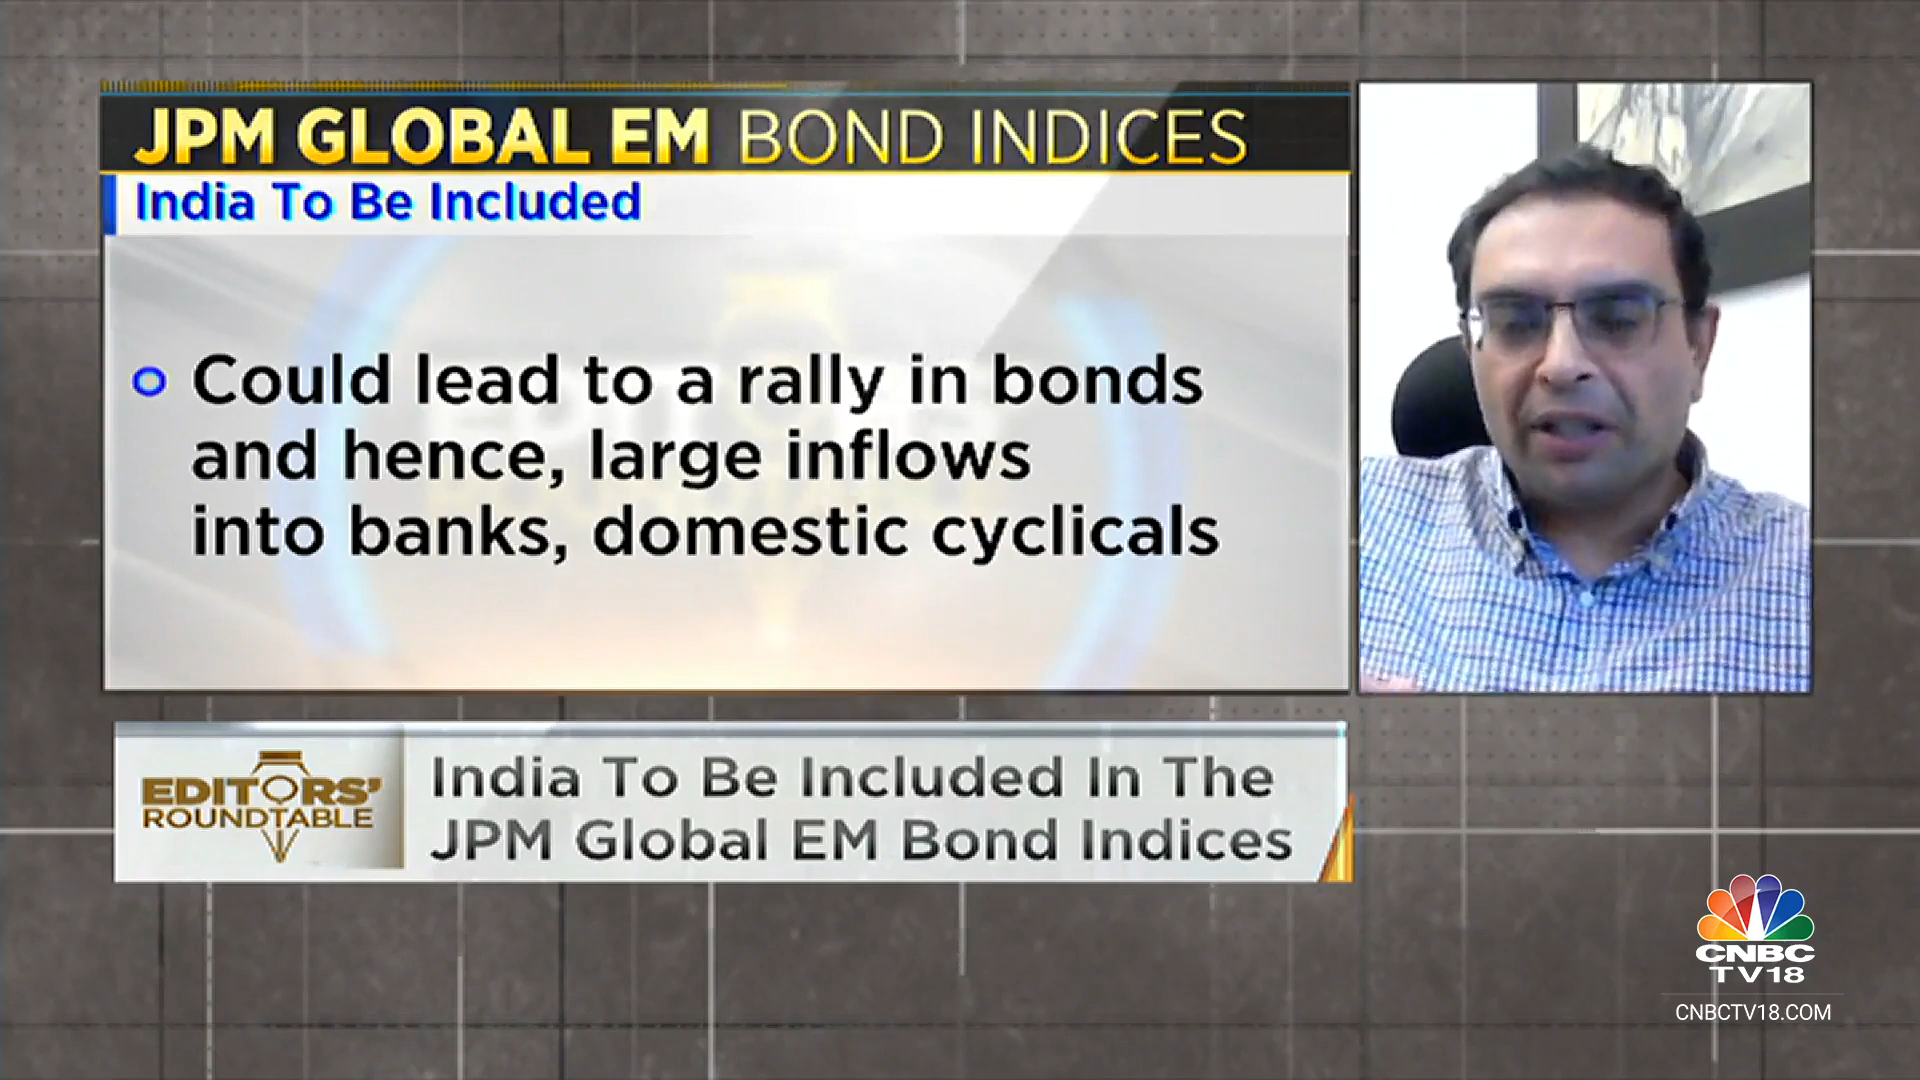 JPM GLOBAL EM BOND INDICES
India To Be Included
Could lead to a rally in bonds
and hence, large inflows
into banks, domestic cyclicals
EDITORS'
ROUNDTABLE
India To Be Included In The
JPM Global EM Bond Indices
CNBC
TV18
CNBCTV18.COM